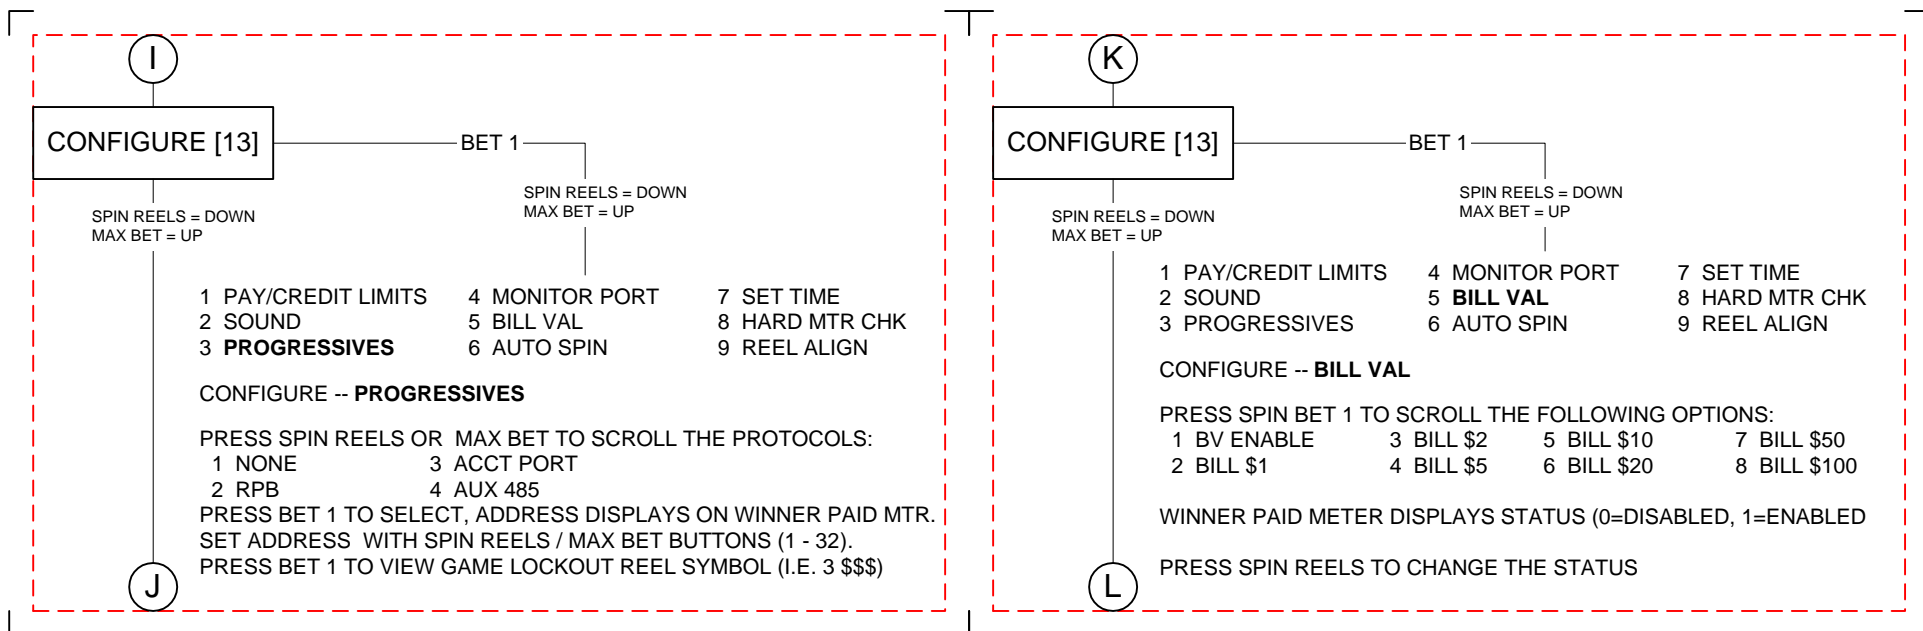 I
CONFIGURE [13]
BET 1
SPIN REELS = DOWN
MAX BET = UP
SPIN REELS = DOWN
MAX BET = UP
1 PAY/CREDIT LIMITS 4 MONITOR PORT 7 SET TIME
2 SOUND 5 BILL VAL 8 HARD MTR CHK
3 PROGRESSIVES 6 AUTO SPIN 9 REEL ALIGN
CONFIGURE -- PROGRESSIVES
PRESS SPIN REELS OR MAX BET TO SCROLL THE PROTOCOLS:
1 NONE 3 ACCT PORT
2 RPB 4 AUX 485
PRESS BET 1 TO SELECT, ADDRESS DISPLAYS ON WINNER PAID MTR.
SET ADDRESS WITH SPIN REELS / MAX BET BUTTONS (1 - 32).
PRESS BET 1 TO VIEW GAME LOCKOUT REEL SYMBOL (I.E. 3 $$$)
J
K
CONFIGURE [13]
BET 1
SPIN REELS = DOWN
MAX BET = UP
SPIN REELS = DOWN
MAX BET = UP
1 PAY/CREDIT LIMITS 4 MONITOR PORT 7 SET TIME
2 SOUND 5 BILL VAL 8 HARD MTR CHK
3 PROGRESSIVES 6 AUTO SPIN 9 REEL ALIGN
CONFIGURE -- BILL VAL
PRESS SPIN BET 1 TO SCROLL THE FOLLOWING OPTIONS:
1 BV ENABLE 3 BILL $2 5 BILL $10 7 BILL $50
2 BILL $1 4 BILL $5 6 BILL $20 8 BILL $100
WINNER PAID METER DISPLAYS STATUS (0=DISABLED, 1=ENABLED
PRESS SPIN REELS TO CHANGE THE STATUS
L